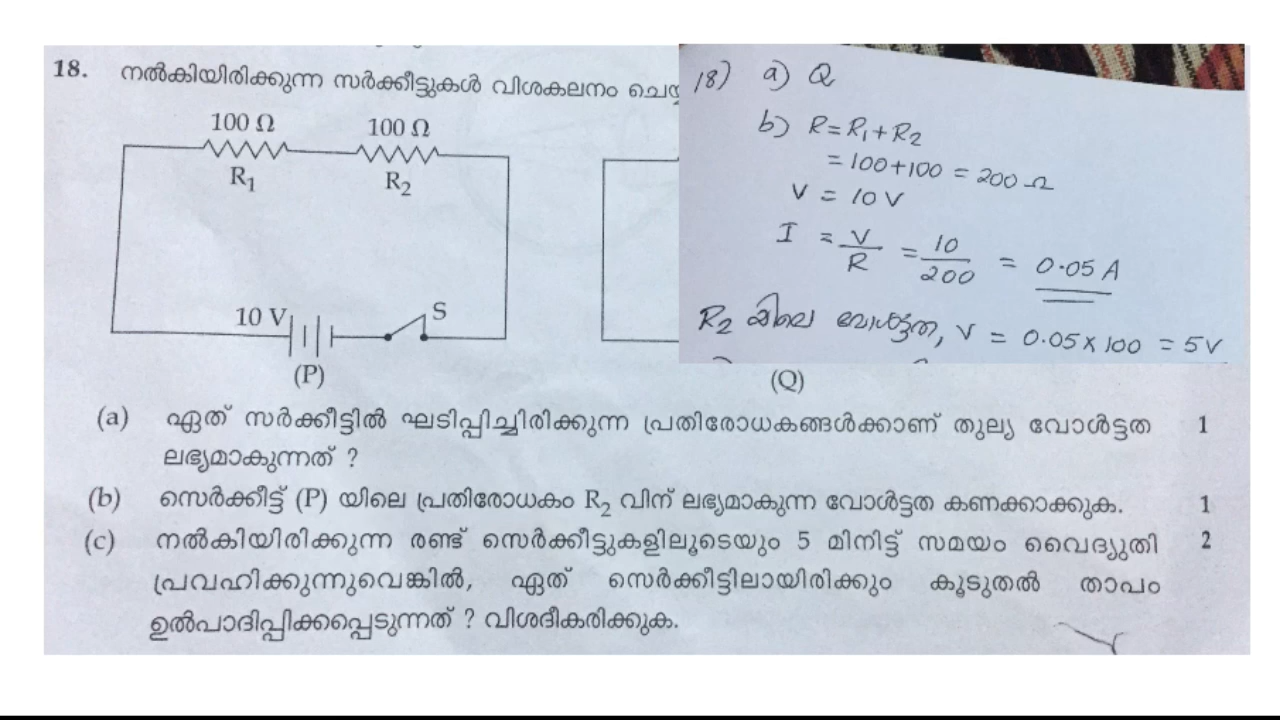 18. നൽകിയിരിക്കുന്ന സർക്കീട്ടുകൾ വിശകലനം
100 Ω 100 Ω
R₁ R₂
10 V S
(P)
18) a) Q
b) R = R₁ + R₂
= 100 + 100 = 200 Ω
V = 10 V
I = V/R = 10/200 = 0.05 A
R₂ യിലെ വോൾട്ടത, V = 0.05 x 100 = 5V
(Q)
(a) ഏത് സർക്കീട്ടിൽ ഘടിപ്പിച്ചിരിക്കുന്ന പ്രതിരോധകങ്ങൾക്കാണ് തുല്യ വോൾട്ടത 1
ലഭ്യമാകുന്നത് ?
(b) സെർക്കീട്ട് (P) യിലെ പ്രതിരോധകം R₂ വിന് ലഭ്യമാകുന്ന വോൾട്ടത കണക്കാക്കുക. 1
(c) നൽകിയിരിക്കുന്ന രണ്ട് സെർക്കീട്ടുകളിലൂടെയും 5 മിനിട്ട് സമയം വൈദ്യുതി 2
പ്രവഹിക്കുന്നുവെങ്കിൽ, ഏത് സെർക്കീട്ടിലായിരിക്കും കൂടുതൽ താപം
ഉൽപാദിപ്പിക്കപ്പെടുന്നത് ? വിശദീകരിക്കുക.